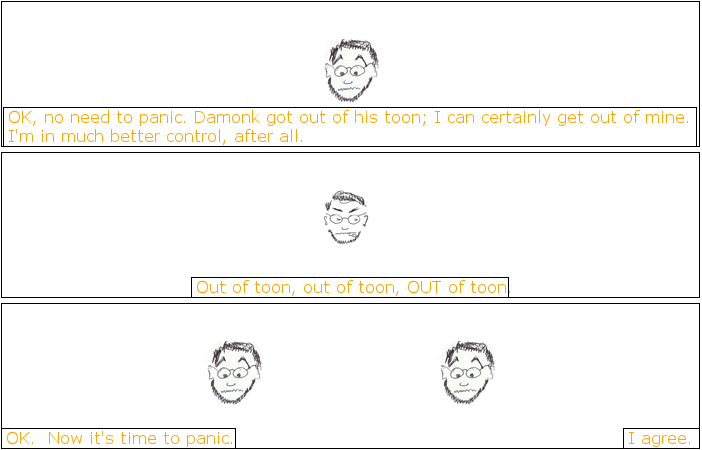 OK, no need to panic. Damonk got out of his toon; I can certainly get out of mine.
I'm in much better control, after all.
Out of toon, out of toon, OUT of toon.
OK.  Now it's time to panic.
I agree.